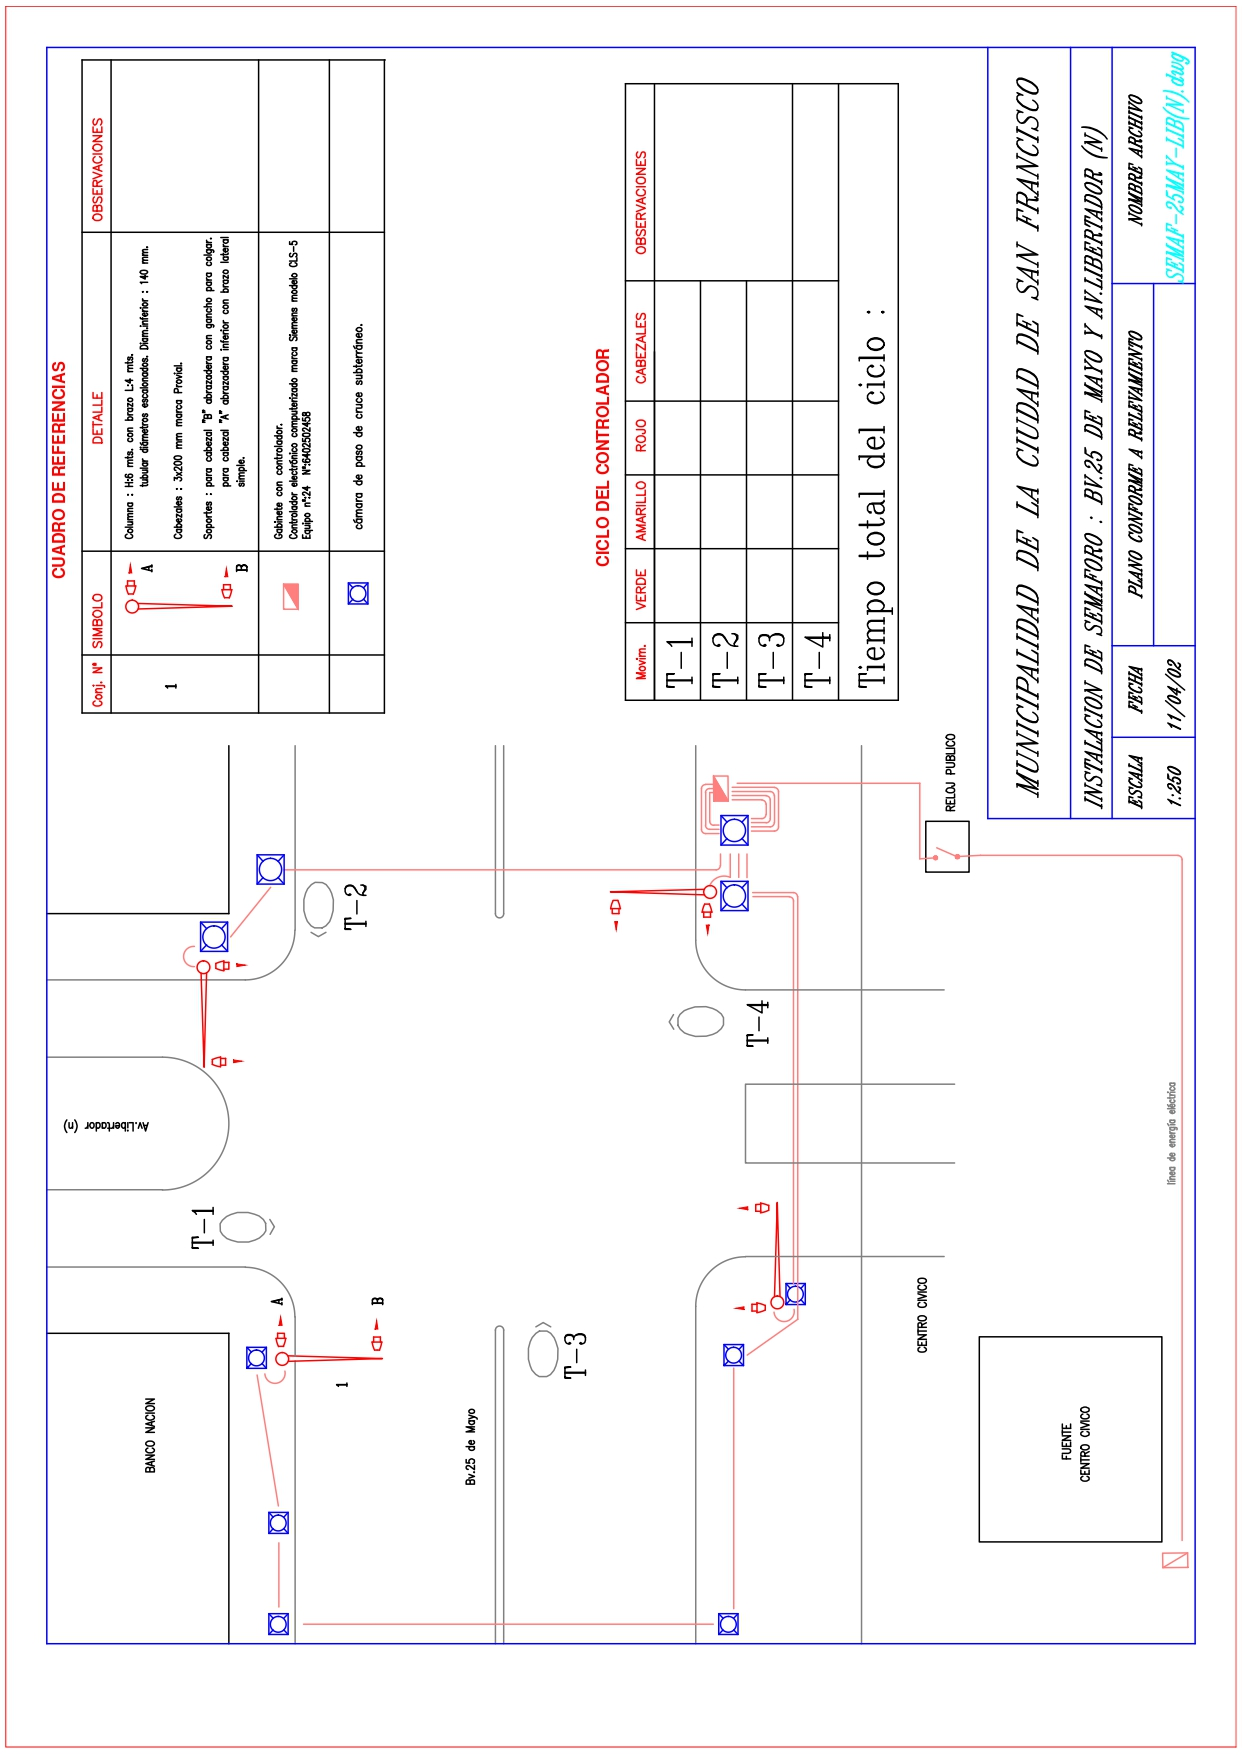 CUADRO DE REFERENCIAS
Conj. Nº SIMBOLO DETALLE OBSERVACIONES
1
A
B
Columna : H:6 mts. con brazo L:4 mts.
tubular diámetros escalonados. Diam.inferior : 140 mm.
Cabezales : 3x200 mm marca Provial.
Soportes : para cabezal "B" abrazadera con gancho para colgar.
para cabezal "A" abrazadera inferior con brazo lateral
simple.
Gabinete con controlador.
Controlador electrónico computarizado marca Siemens modelo CLS-5
Equipo nº:24 Nº:6402502458
cámara de paso de cruce subterráneo.
CICLO DEL CONTROLADOR
Movim. VERDE AMARILLO ROJO CABEZALES OBSERVACIONES
T-1
T-2
T-3
T-4
Tiempo total del ciclo :
MUNICIPALIDAD DE LA CIUDAD DE SAN FRANCISCO
INSTALACION DE SEMAFORO : BV.25 DE MAYO Y AV.LIBERTADOR (N)
ESCALA FECHA PLANO CONFORME A RELEVAMIENTO NOMBRE ARCHIVO
1:250 11/04/02 SEMAF-25MAY-LIB(N).dwg
Av.Libertador (n)
BANCO NACION
T-1
T-2
A
B
1
Bv.25 de Mayo
T-3
T-4
RELOJ PUBLICO
CENTRO CIVICO
FUENTE
CENTRO CIVICO
línea de energía eléctrica